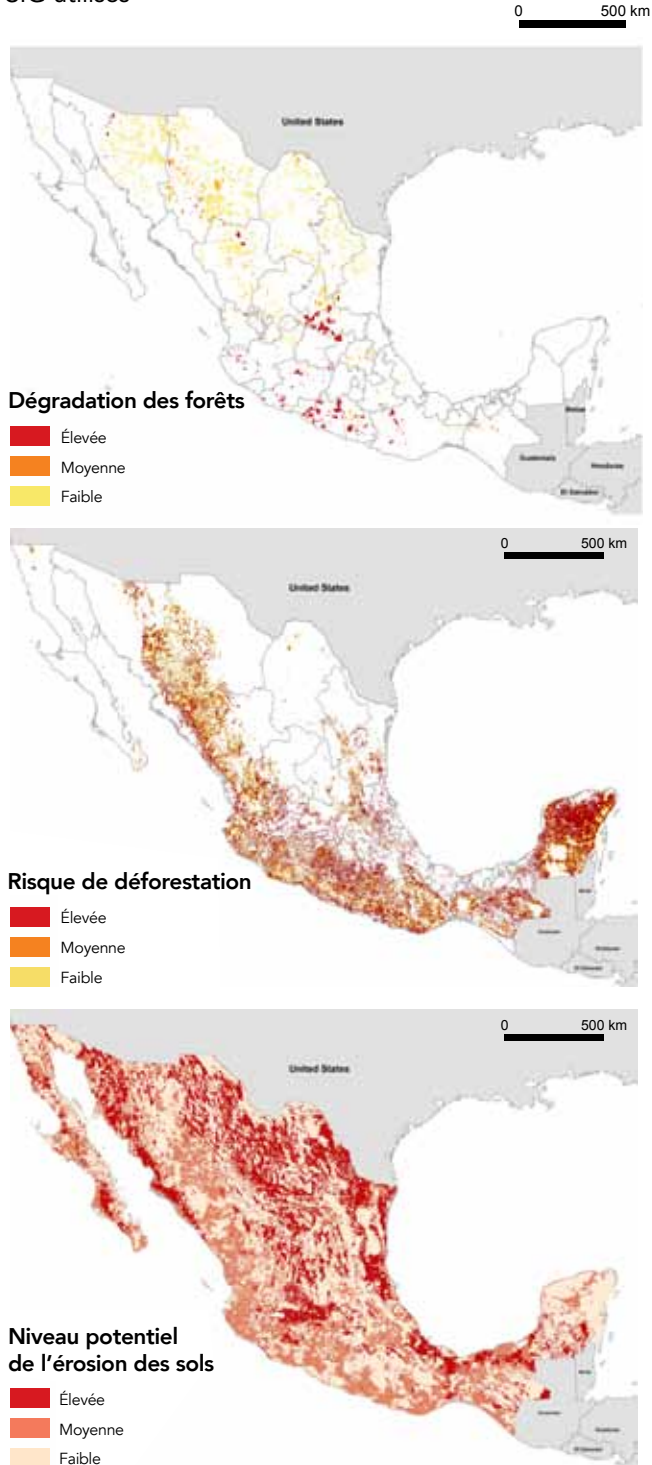 0 500 km
United States
Belize
Guatemala
Honduras
El Salvador
Dégradation des forêts
Élevée
Moyenne
Faible
0 500 km
United States
Risque de déforestation
Élevée
Moyenne
Faible
0 500 km
United States
Niveau potentiel
de l'érosion des sols
Élevée
Moyenne
Faible